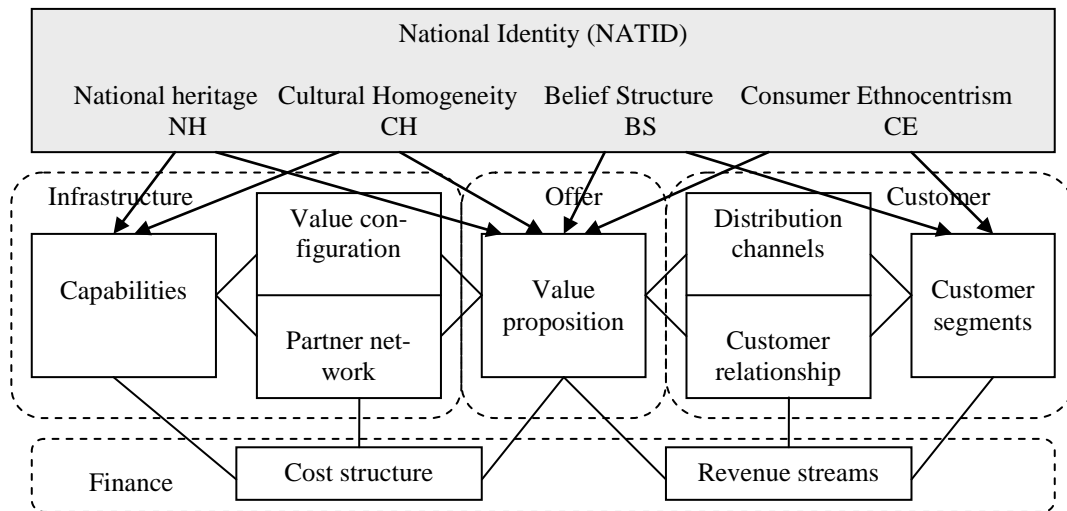 National Identity (NATID)
National heritage Cultural Homogeneity Belief Structure Consumer Ethnocentrism
NH CH BS CE
Infrastructure Offer Customer
Value con-
figuration
Distribution
channels
Capabilities
Value
proposition
Customer
segments
Partner net-
work
Customer
relationship
Cost structure Revenue streams
Finance